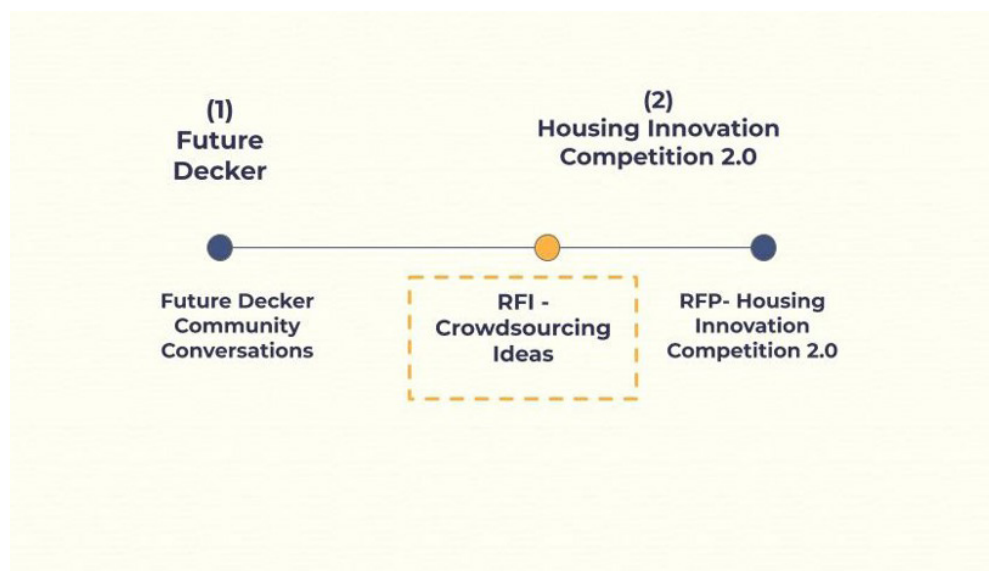 (1)
Future
Decker
(2)
Housing Innovation
Competition 2.0
Future Decker
Community
Conversations
RFI -
Crowdsourcing
Ideas
RFP- Housing
Innovation
Competition 2.0